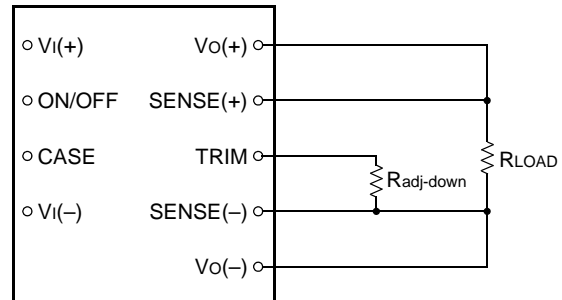 VI(+) VO(+)
ON/OFF SENSE(+)
CASE TRIM
RLOAD
Radj-down
VI(–) SENSE(–)
VO(–)